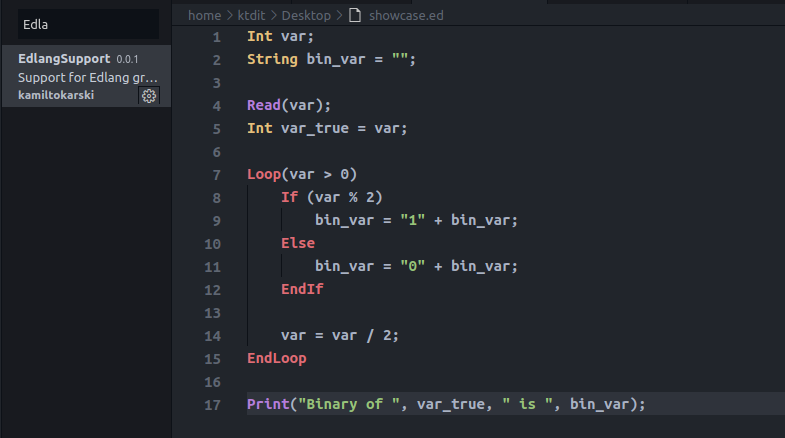 Edla
EdlangSupport 0.0.1
Support for Edlang gr...
kamiltokarski
home > ktdit > Desktop > showcase.ed
1 Int var;
2 String bin_var = "";
3
4 Read(var);
5 Int var_true = var;
6
7 Loop(var > 0)
8     If (var % 2)
9         bin_var = "1" + bin_var;
10     Else
11         bin_var = "0" + bin_var;
12     EndIf
13
14     var = var / 2;
15 EndLoop
16
17 Print("Binary of ", var_true, " is ", bin_var);